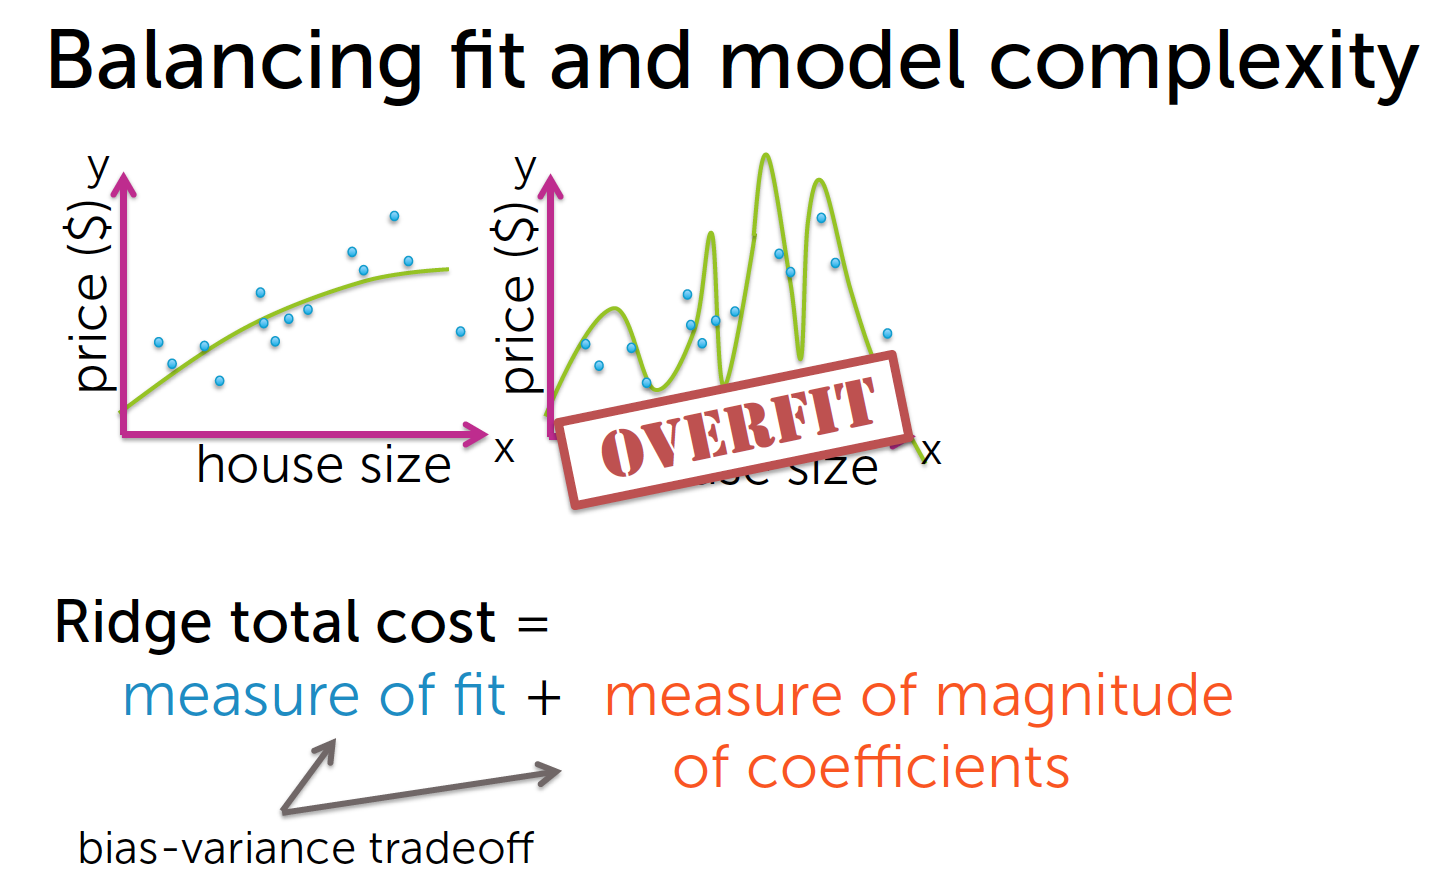 Balancing fit and model complexity
y
price ($)
house size
x
y
price ($)
OVERFIT
size
x
Ridge total cost =
measure of fit + measure of magnitude
of coefficients
bias-variance tradeoff